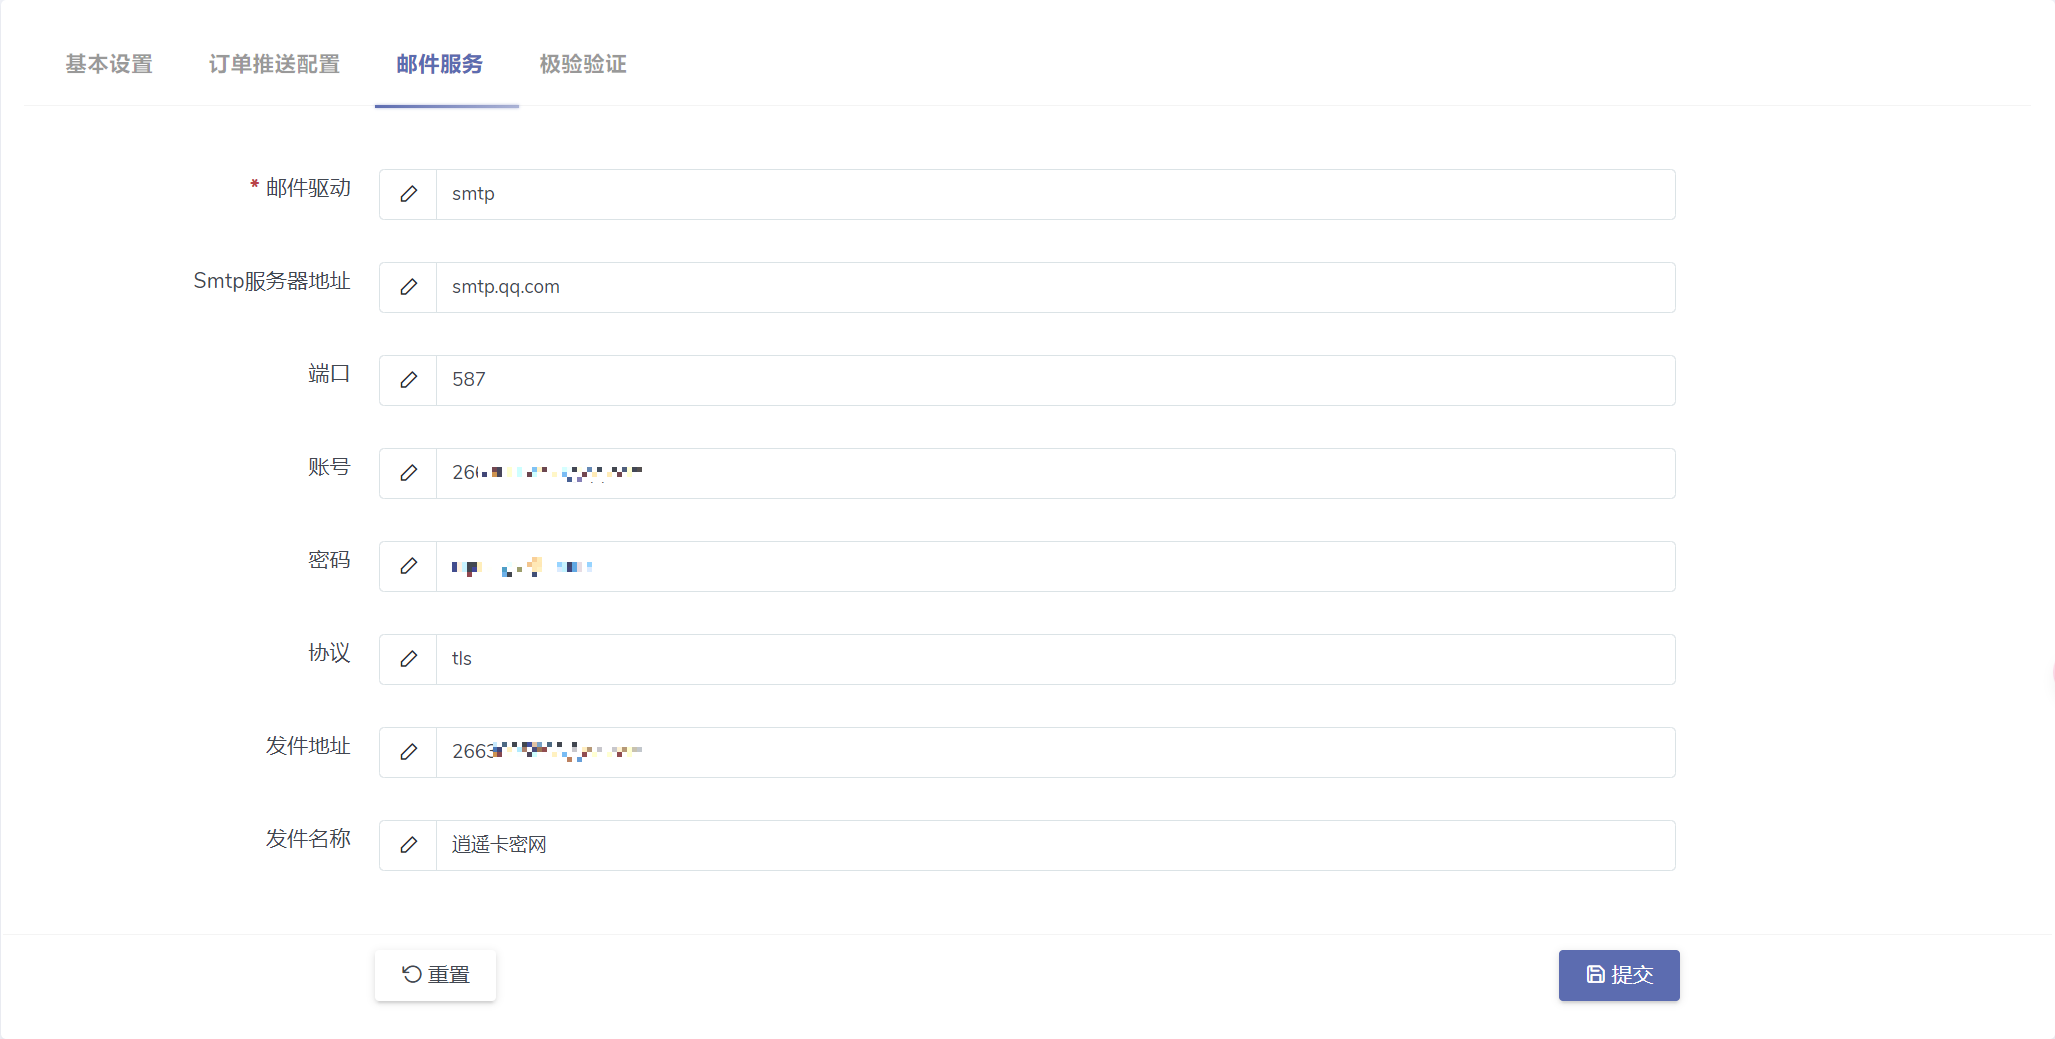 基本设置 订单推送配置 邮件服务 极验验证
* 邮件驱动 smtp
Smtp服务器地址 smtp.qq.com
端口 587
账号 26
密码
协议 tls
发件地址 2663
发件名称 逍遥卡密网
重置 提交